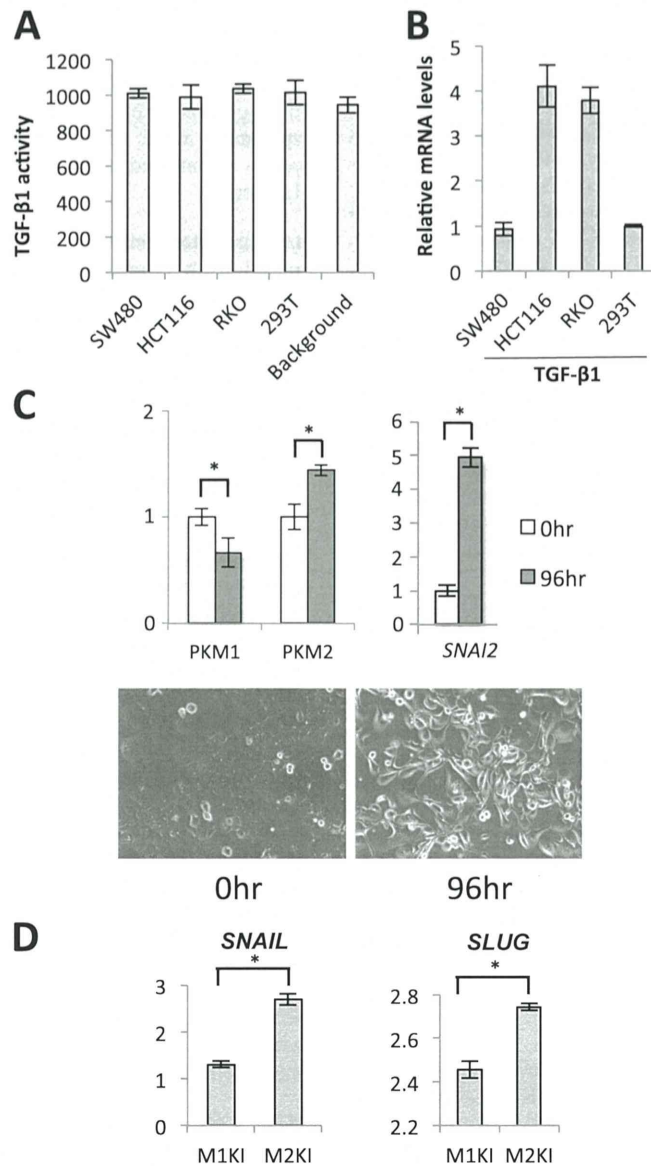 A
TGF-β1 activity
1200
1000
800
600
400
200
0
SW480
HCT116
RKO
293T
Background
B
Relative mRNA levels
5
4
3
2
1
0
SW480
HCT116
RKO
293T
TGF-β1
C
2
1
0
*
*
PKM1
PKM2
6
5
4
3
2
1
0
*
SNAI2
0hr
96hr
0hr
96hr
D
SNAIL
*
3
2
1
0
M1KI
M2KI
SLUG
*
2.8
2.6
2.4
2.2
M1KI
M2KI